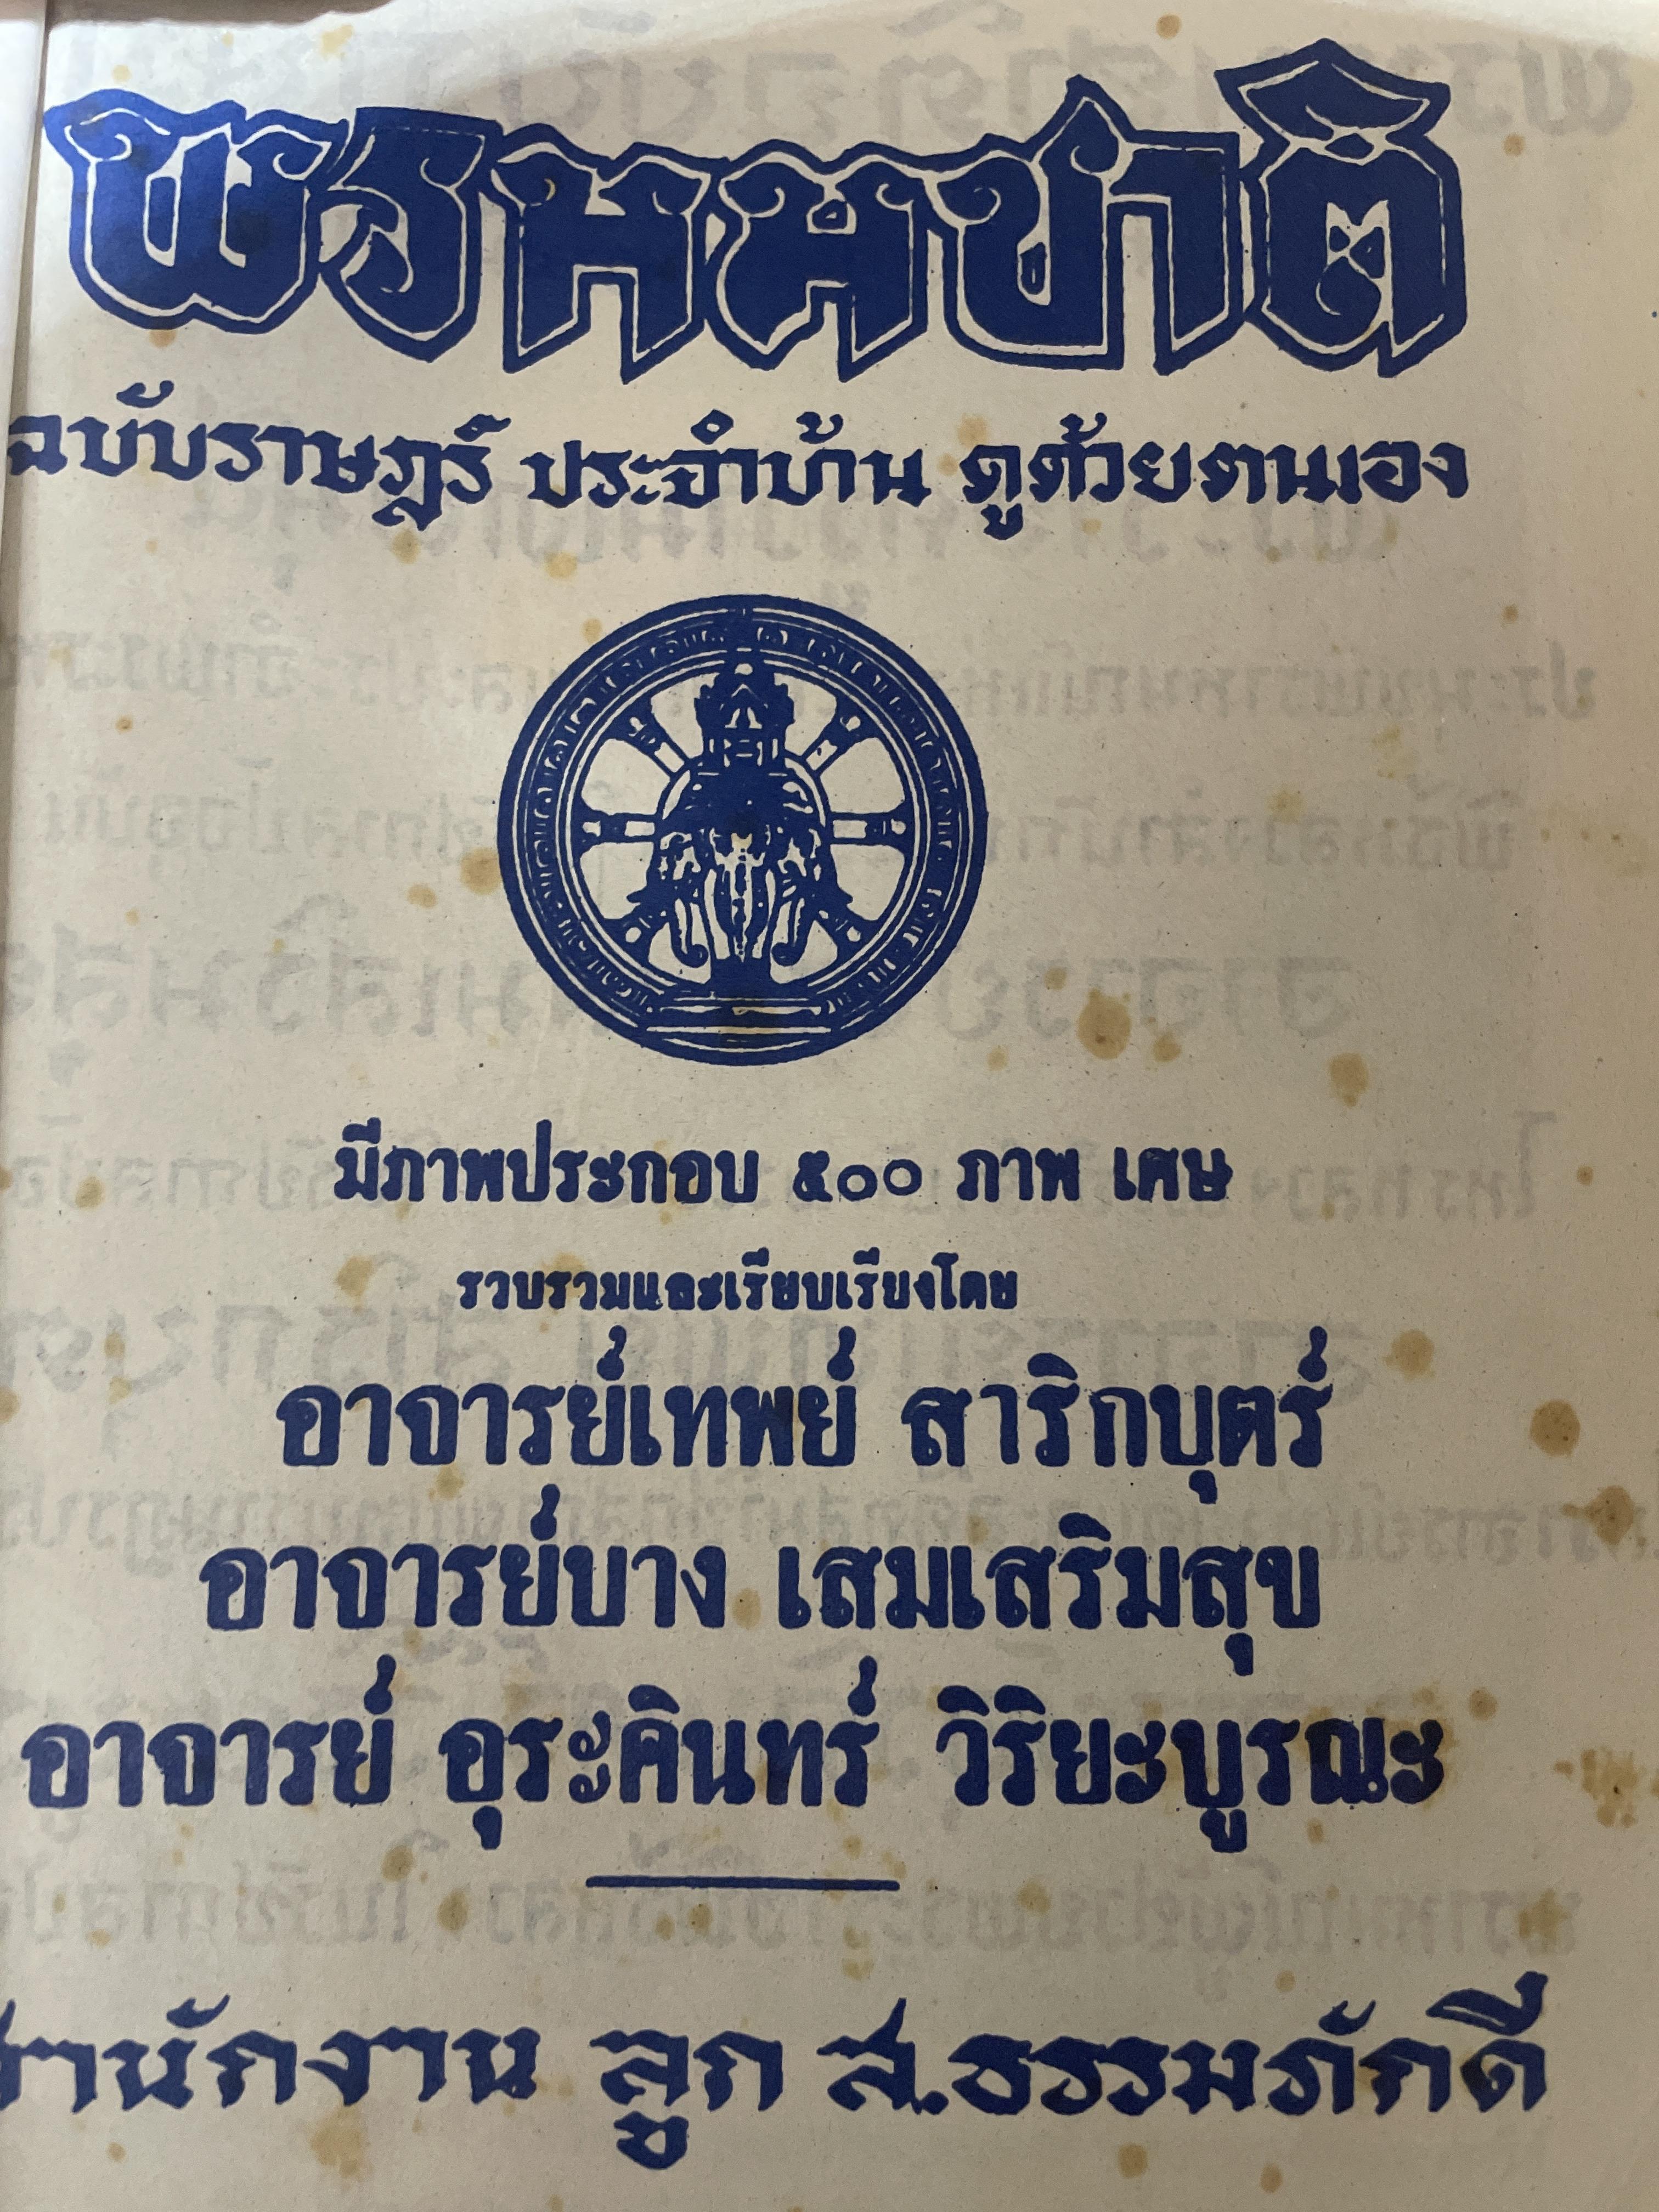 พรหมชาติ
ฉบับราษฎร์ ประจำบ้าน ดูด้วยตนเอง
มีภาพประกอบ ๕๐๐ ภาพ เศษ
รวบรวมและเรียบเรียงโดย
อาจารย์เทพย์ สาริกบุตร์
อาจารย์บาง เสมเสริมสุข
อาจารย์ อุระคินทร์ วิริยะบูรณะ
สำนักงาน ลูก ส.ธรรมภักดี